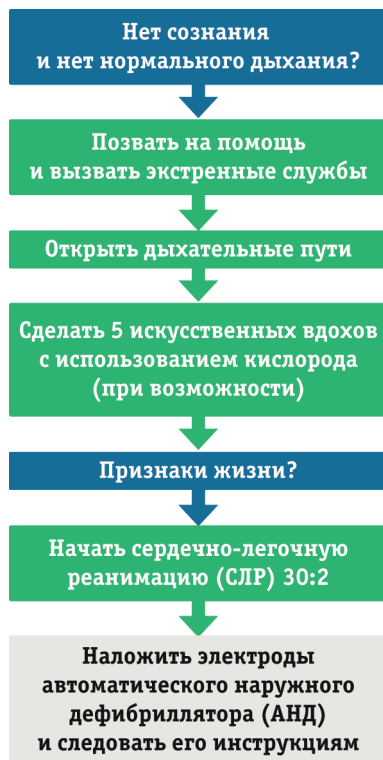 Нет сознания
и нет нормального дыхания?
Позвать на помощь
и вызвать экстренные службы
Открыть дыхательные пути
Сделать 5 искусственных вдохов
с использованием кислорода
(при возможности)
Признаки жизни?
Начать сердечно-легочную
реанимацию (СЛР) 30:2
Наложить электроды
автоматического наружного
дефибриллятора (АНД)
и следовать его инструкциям